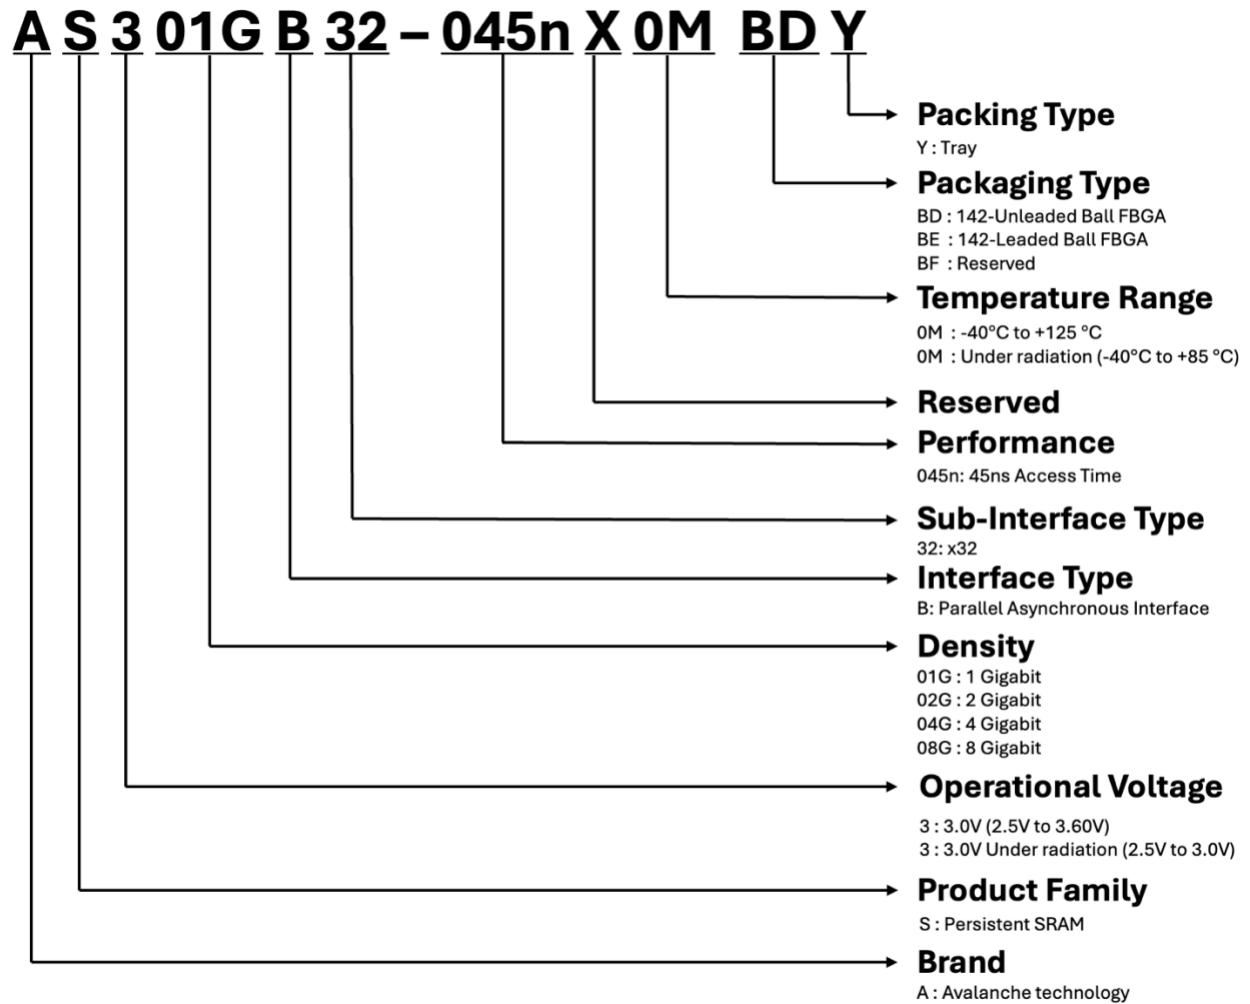 A S 3 01G B 32 – 045n X 0M BD Y
Packing Type
Y : Tray
Packaging Type
BD : 142-Unleaded Ball FBGA
BE : 142-Leaded Ball FBGA
BF : Reserved
Temperature Range
0M : -40°C to +125 °C
0M : Under radiation (-40°C to +85 °C)
Reserved
Performance
045n: 45ns Access Time
Sub-Interface Type
32: x32
Interface Type
B: Parallel Asynchronous Interface
Density
01G : 1 Gigabit
02G : 2 Gigabit
04G : 4 Gigabit
08G : 8 Gigabit
Operational Voltage
3 : 3.0V (2.5V to 3.60V)
3 : 3.0V Under radiation (2.5V to 3.0V)
Product Family
S : Persistent SRAM
Brand
A : Avalanche technology